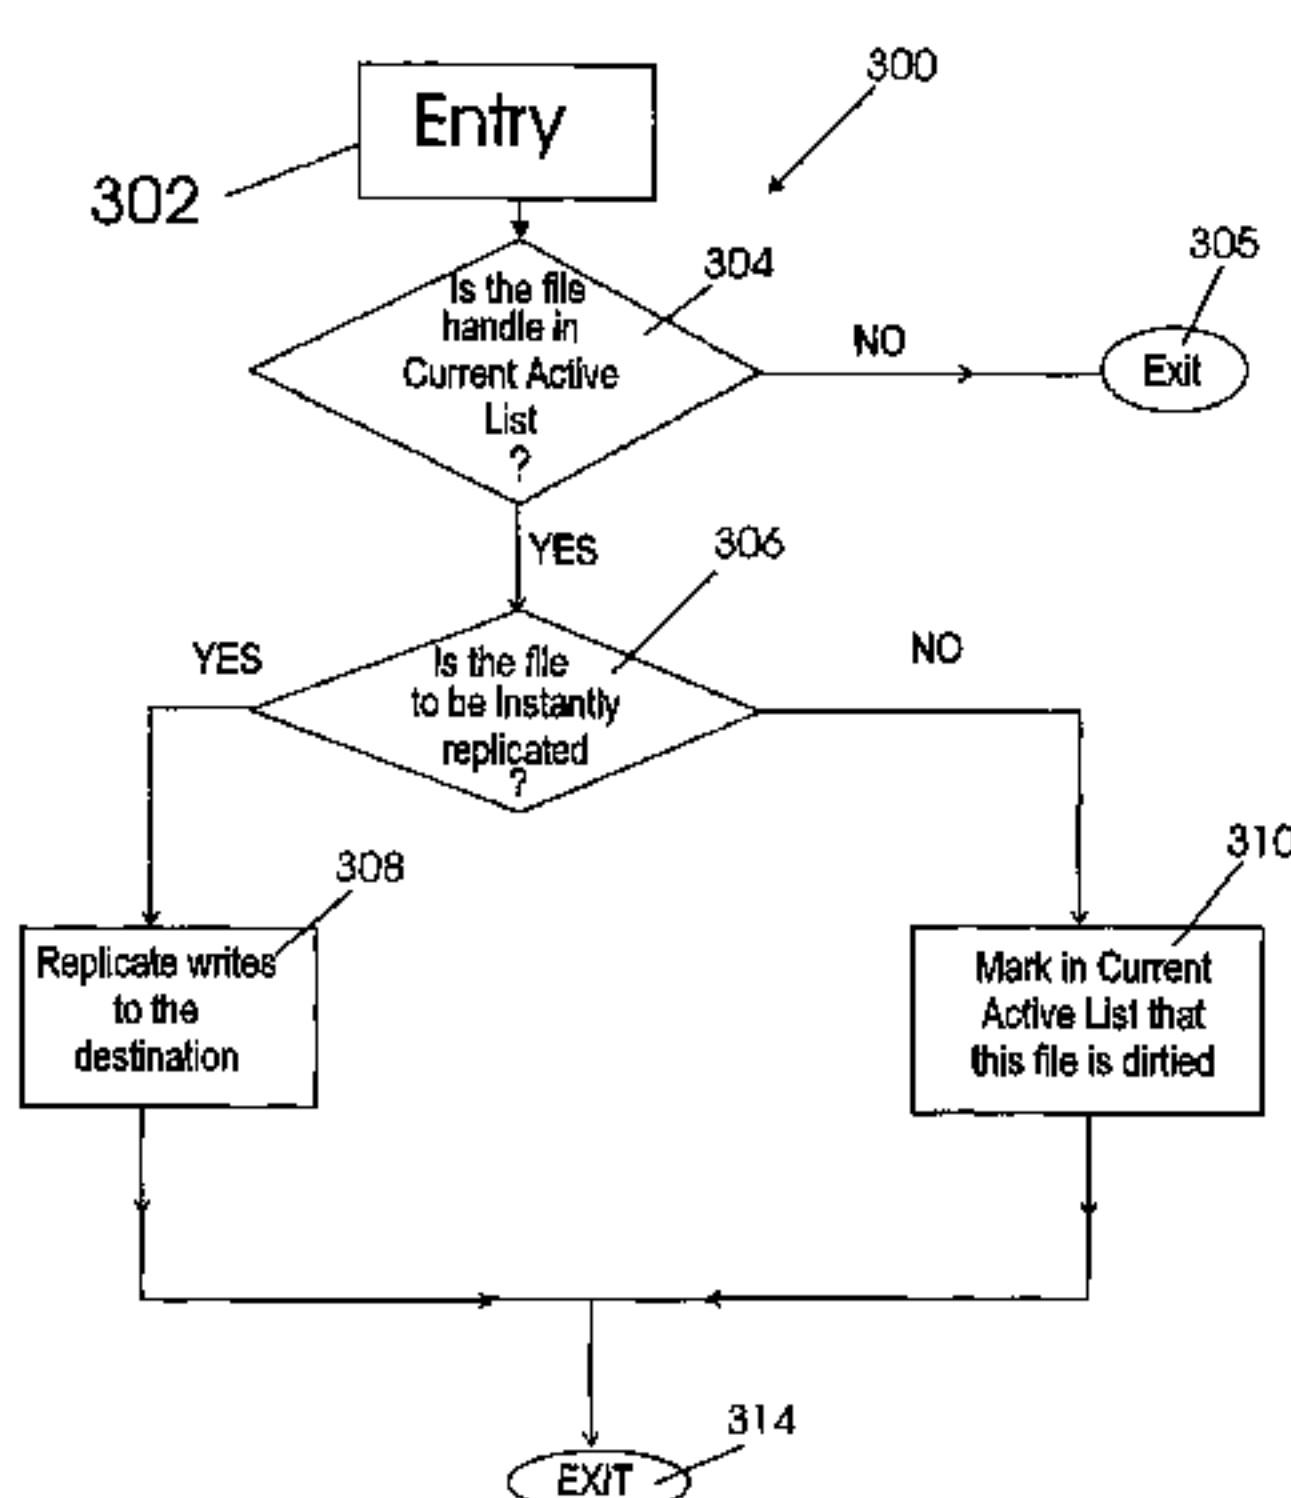 300
Entry
302
304
305
Is the file
handle in
Current Active
List
?
NO
Exit
YES
306
YES
NO
Is the file
to be Instantly
replicated
?
308
310
Replicate writes
to the
destination
Mark in Current
Active List that
this file is dirtied
314
EXIT